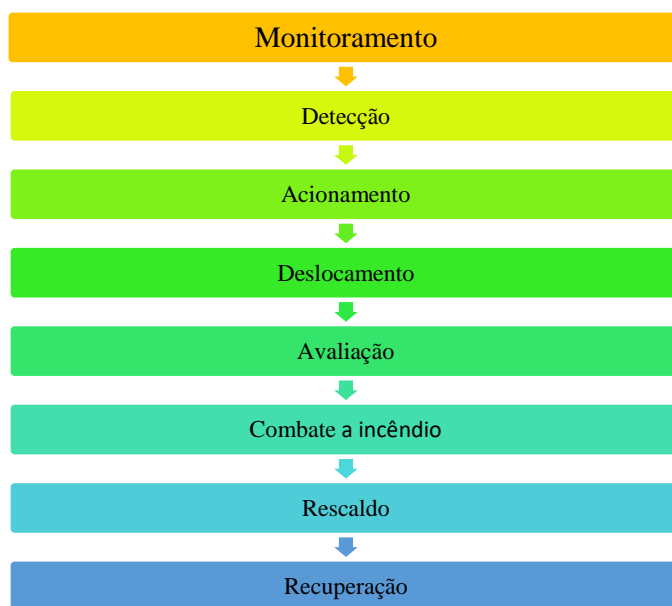 Monitoramento
Detecção
Acionamento
Deslocamento
Avaliação
Combate a incêndio
Rescaldo
Recuperação